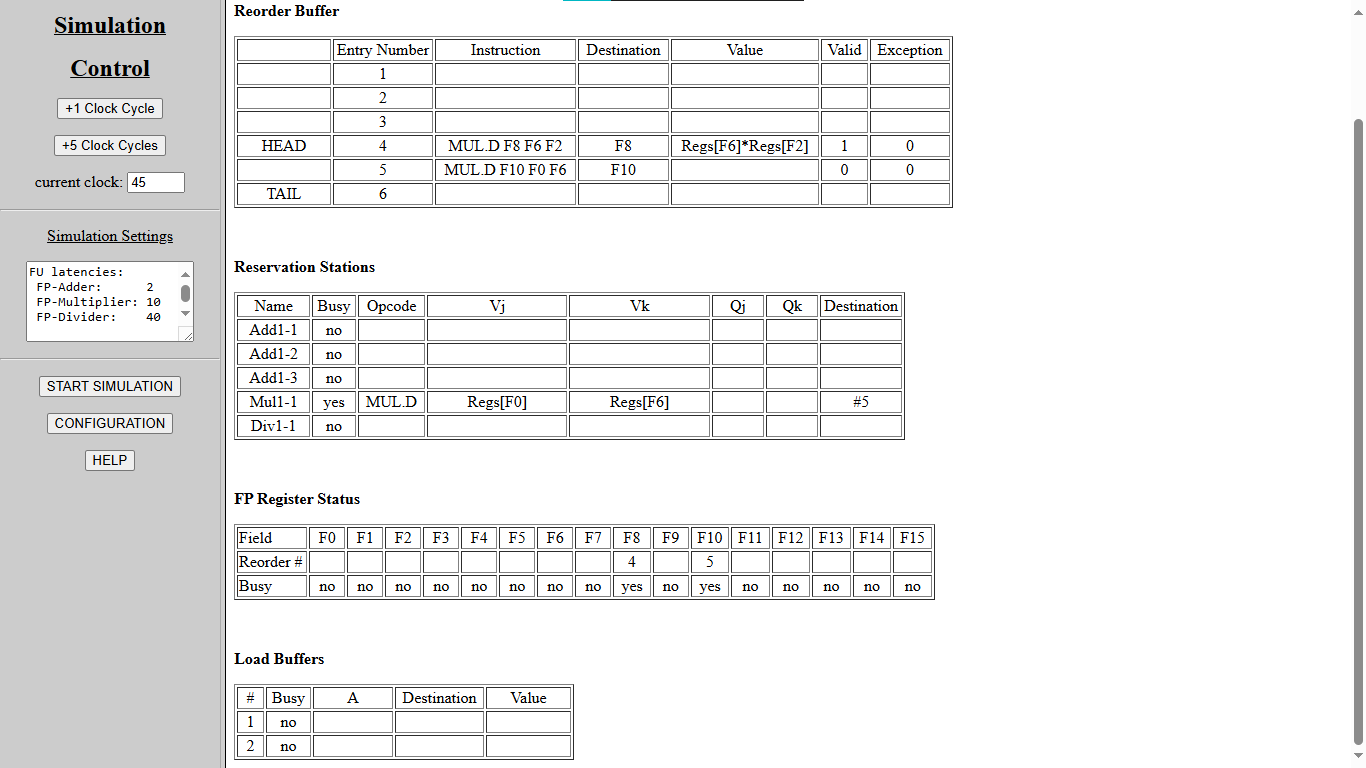 Simulation
Control
+1 Clock Cycle
+5 Clock Cycles
current clock: 45
Simulation Settings
FU latencies:
FP-Adder: 2
FP-Multiplier: 10
FP-Divider: 40
START SIMULATION
CONFIGURATION
HELP
Reorder Buffer
Entry Number Instruction Destination Value Valid Exception
1
2
3
HEAD 4 MUL.D F8 F6 F2 F8 Regs[F6]*Regs[F2] 1 0
5 MUL.D F10 F0 F6 F10 0 0
TAIL 6
Reservation Stations
Name Busy Opcode Vj Vk Qj Qk Destination
Add1-1 no
Add1-2 no
Add1-3 no
Mul1-1 yes MUL.D Regs[F0] Regs[F6] #5
Div1-1 no
FP Register Status
Field F0 F1 F2 F3 F4 F5 F6 F7 F8 F9 F10 F11 F12 F13 F14 F15
Reorder # 4 5
Busy no no no no no no no no yes no yes no no no no no
Load Buffers
# Busy A Destination Value
1 no
2 no